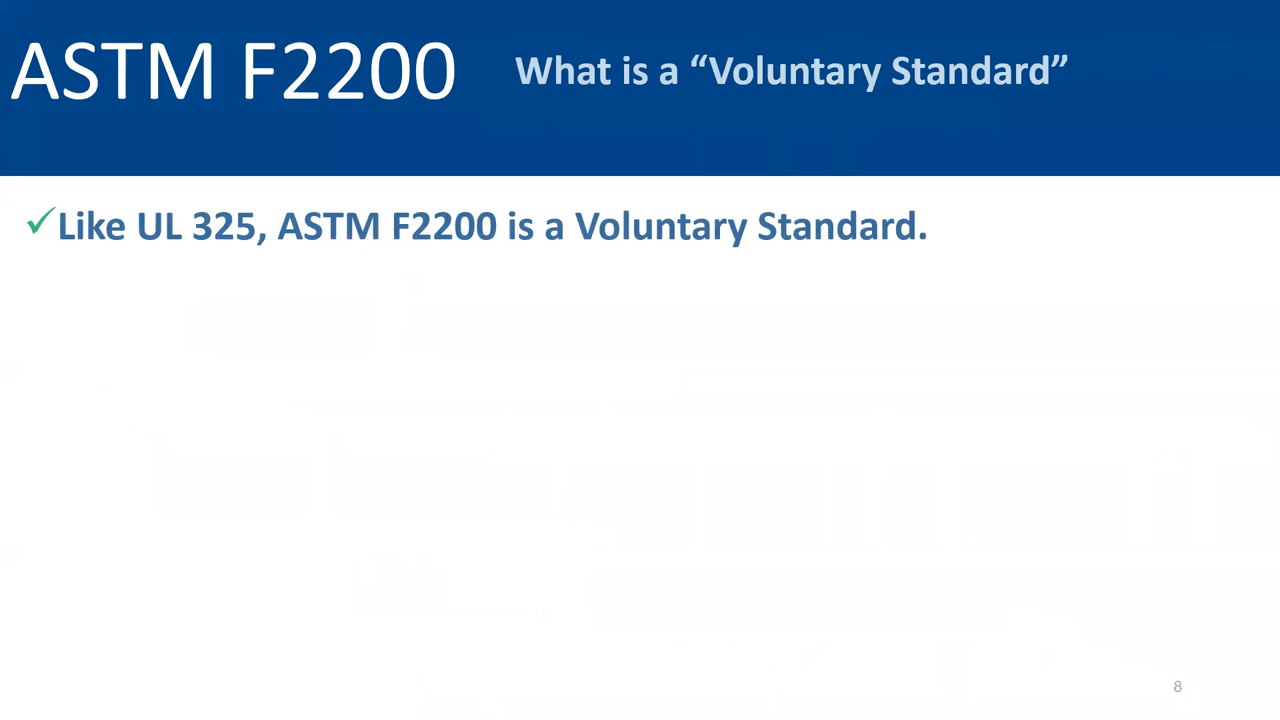 ASTM F2200
What is a “Voluntary Standard”
✓Like UL 325, ASTM F2200 is a Voluntary Standard.
8